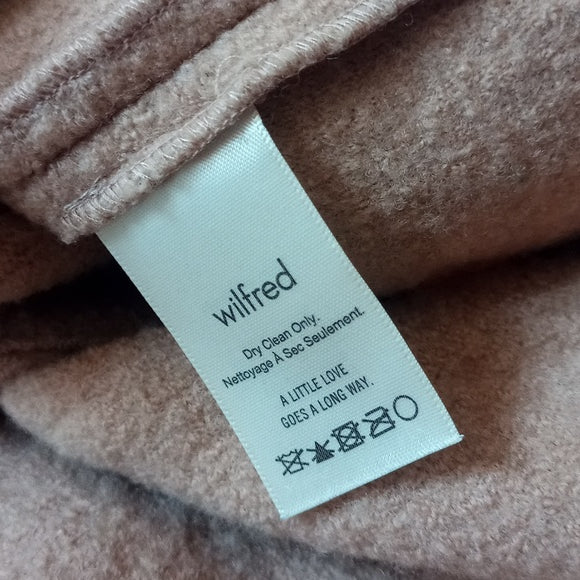 wilfred
Dry Clean Only.
Nettoyage À Sec Seulement.
A LITTLE LOVE
GOES A LONG WAY.